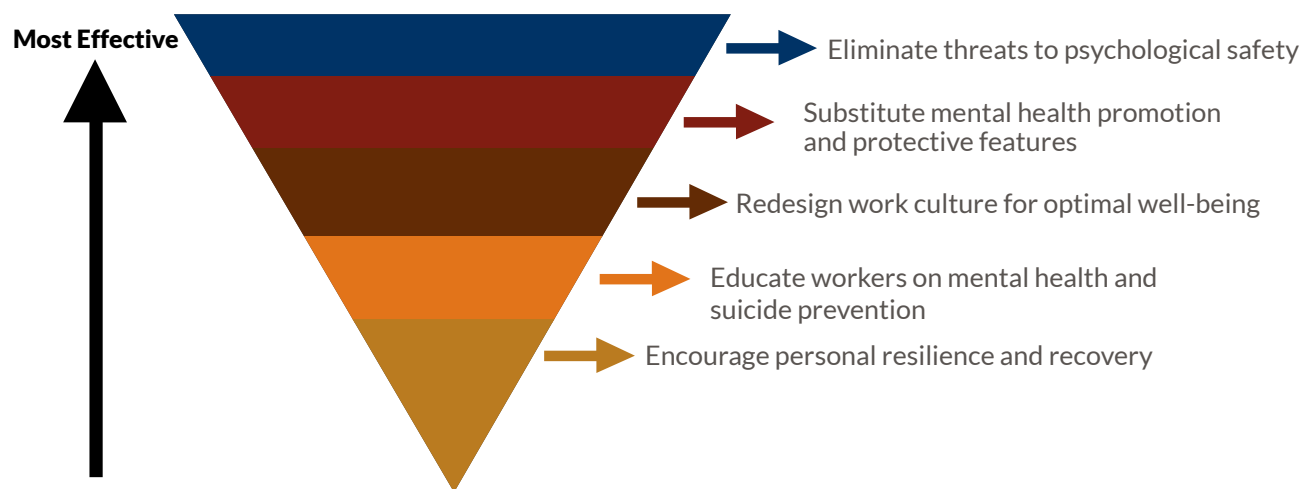 Most Effective
Eliminate threats to psychological safety
Substitute mental health promotion
and protective features
Redesign work culture for optimal well-being
Educate workers on mental health and
suicide prevention
Encourage personal resilience and recovery